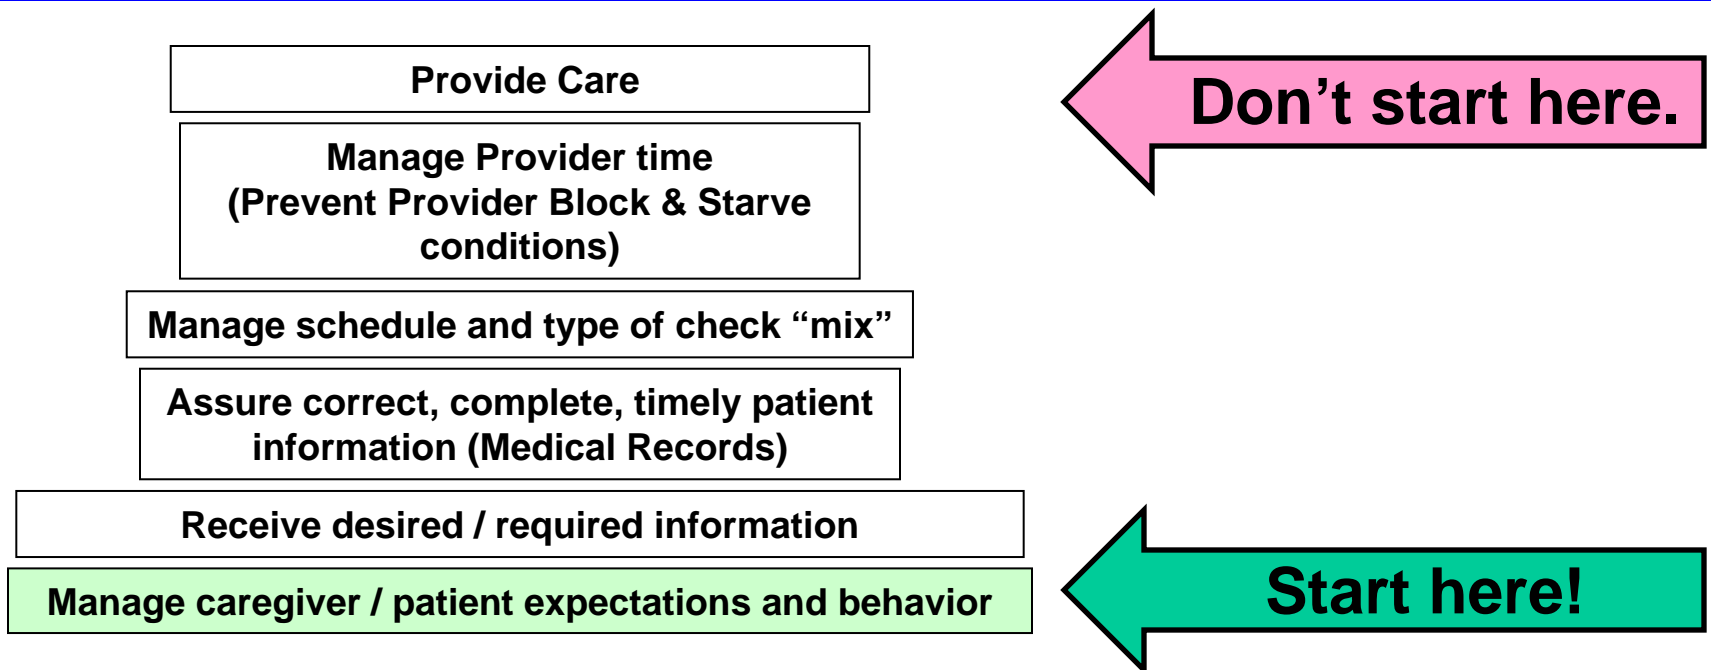 Provide Care
Don’t start here.
Manage Provider time
(Prevent Provider Block & Starve
conditions)
Manage schedule and type of check “mix”
Assure correct, complete, timely patient
information (Medical Records)
Receive desired / required information
Manage caregiver / patient expectations and behavior
Start here!